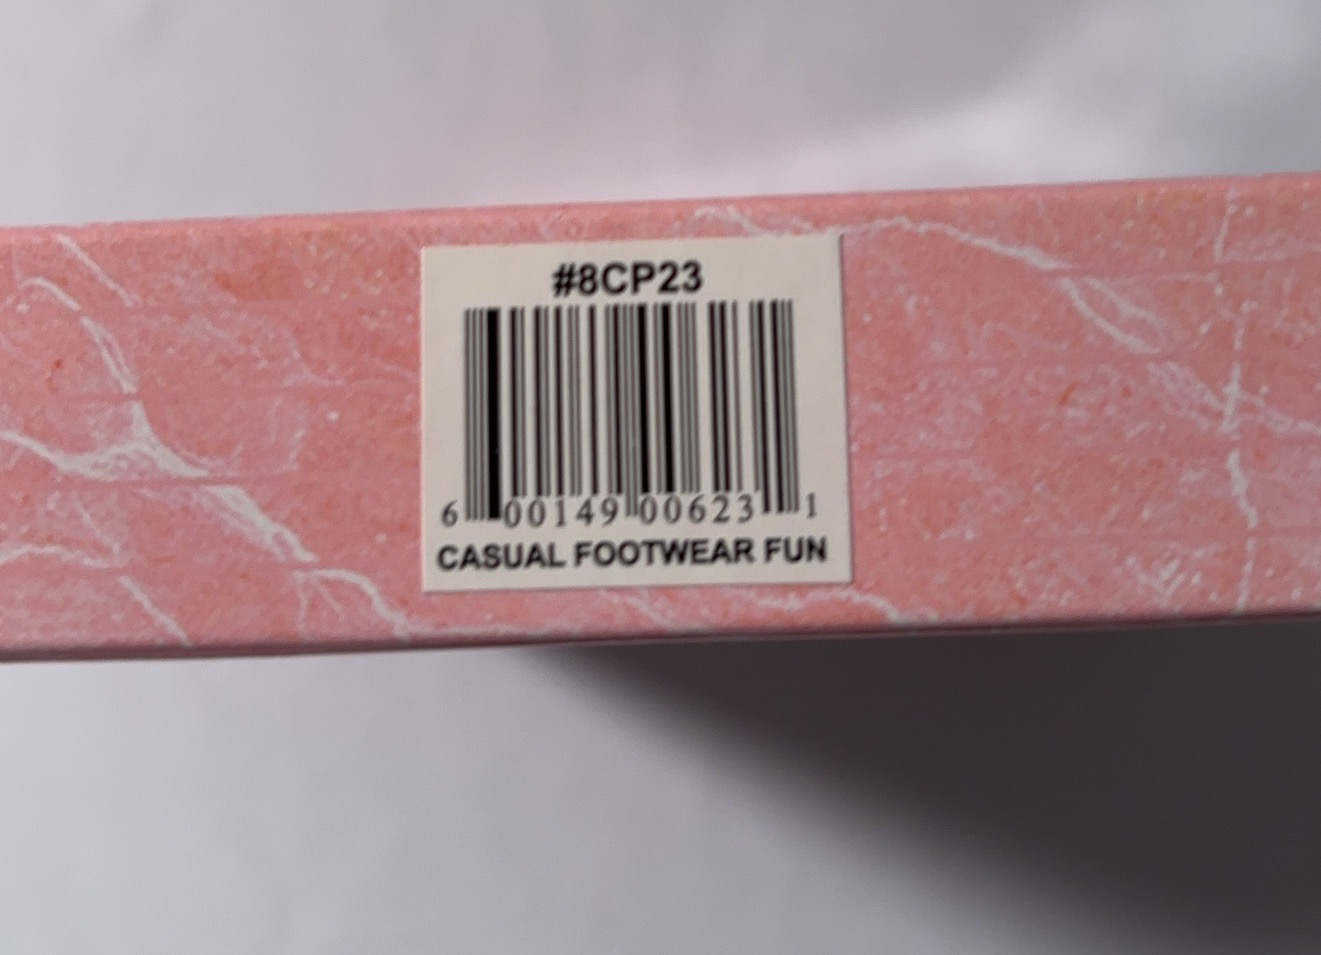 #8CP23
6 00149 00623 1
CASUAL FOOTWEAR FUN